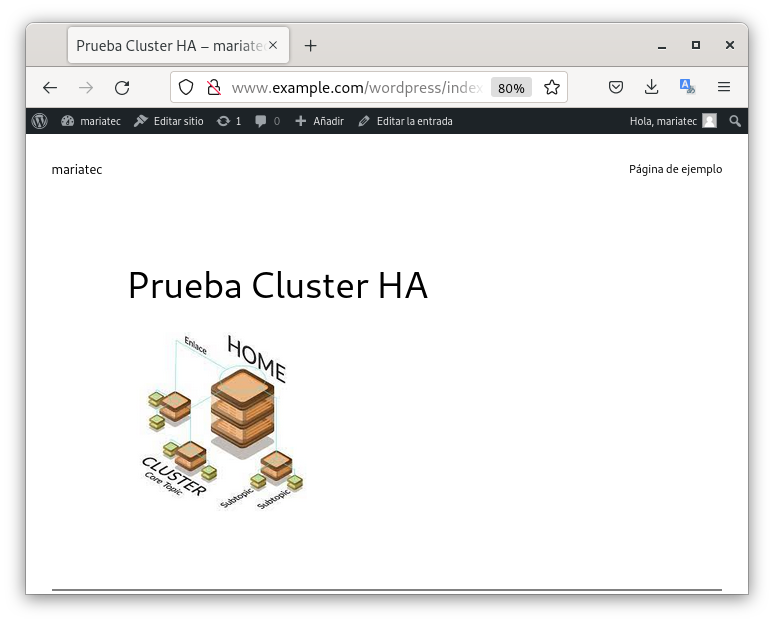 Prueba Cluster HA – mariate
www.example.com/wordpress/index
80%
mariatec
Editar sitio
1
0
Añadir
Editar la entrada
Hola, mariatec
mariatec
Página de ejemplo
Prueba Cluster HA
Enlace
HOME
CLUSTER
Core Topic
Subtopic
Subtopic